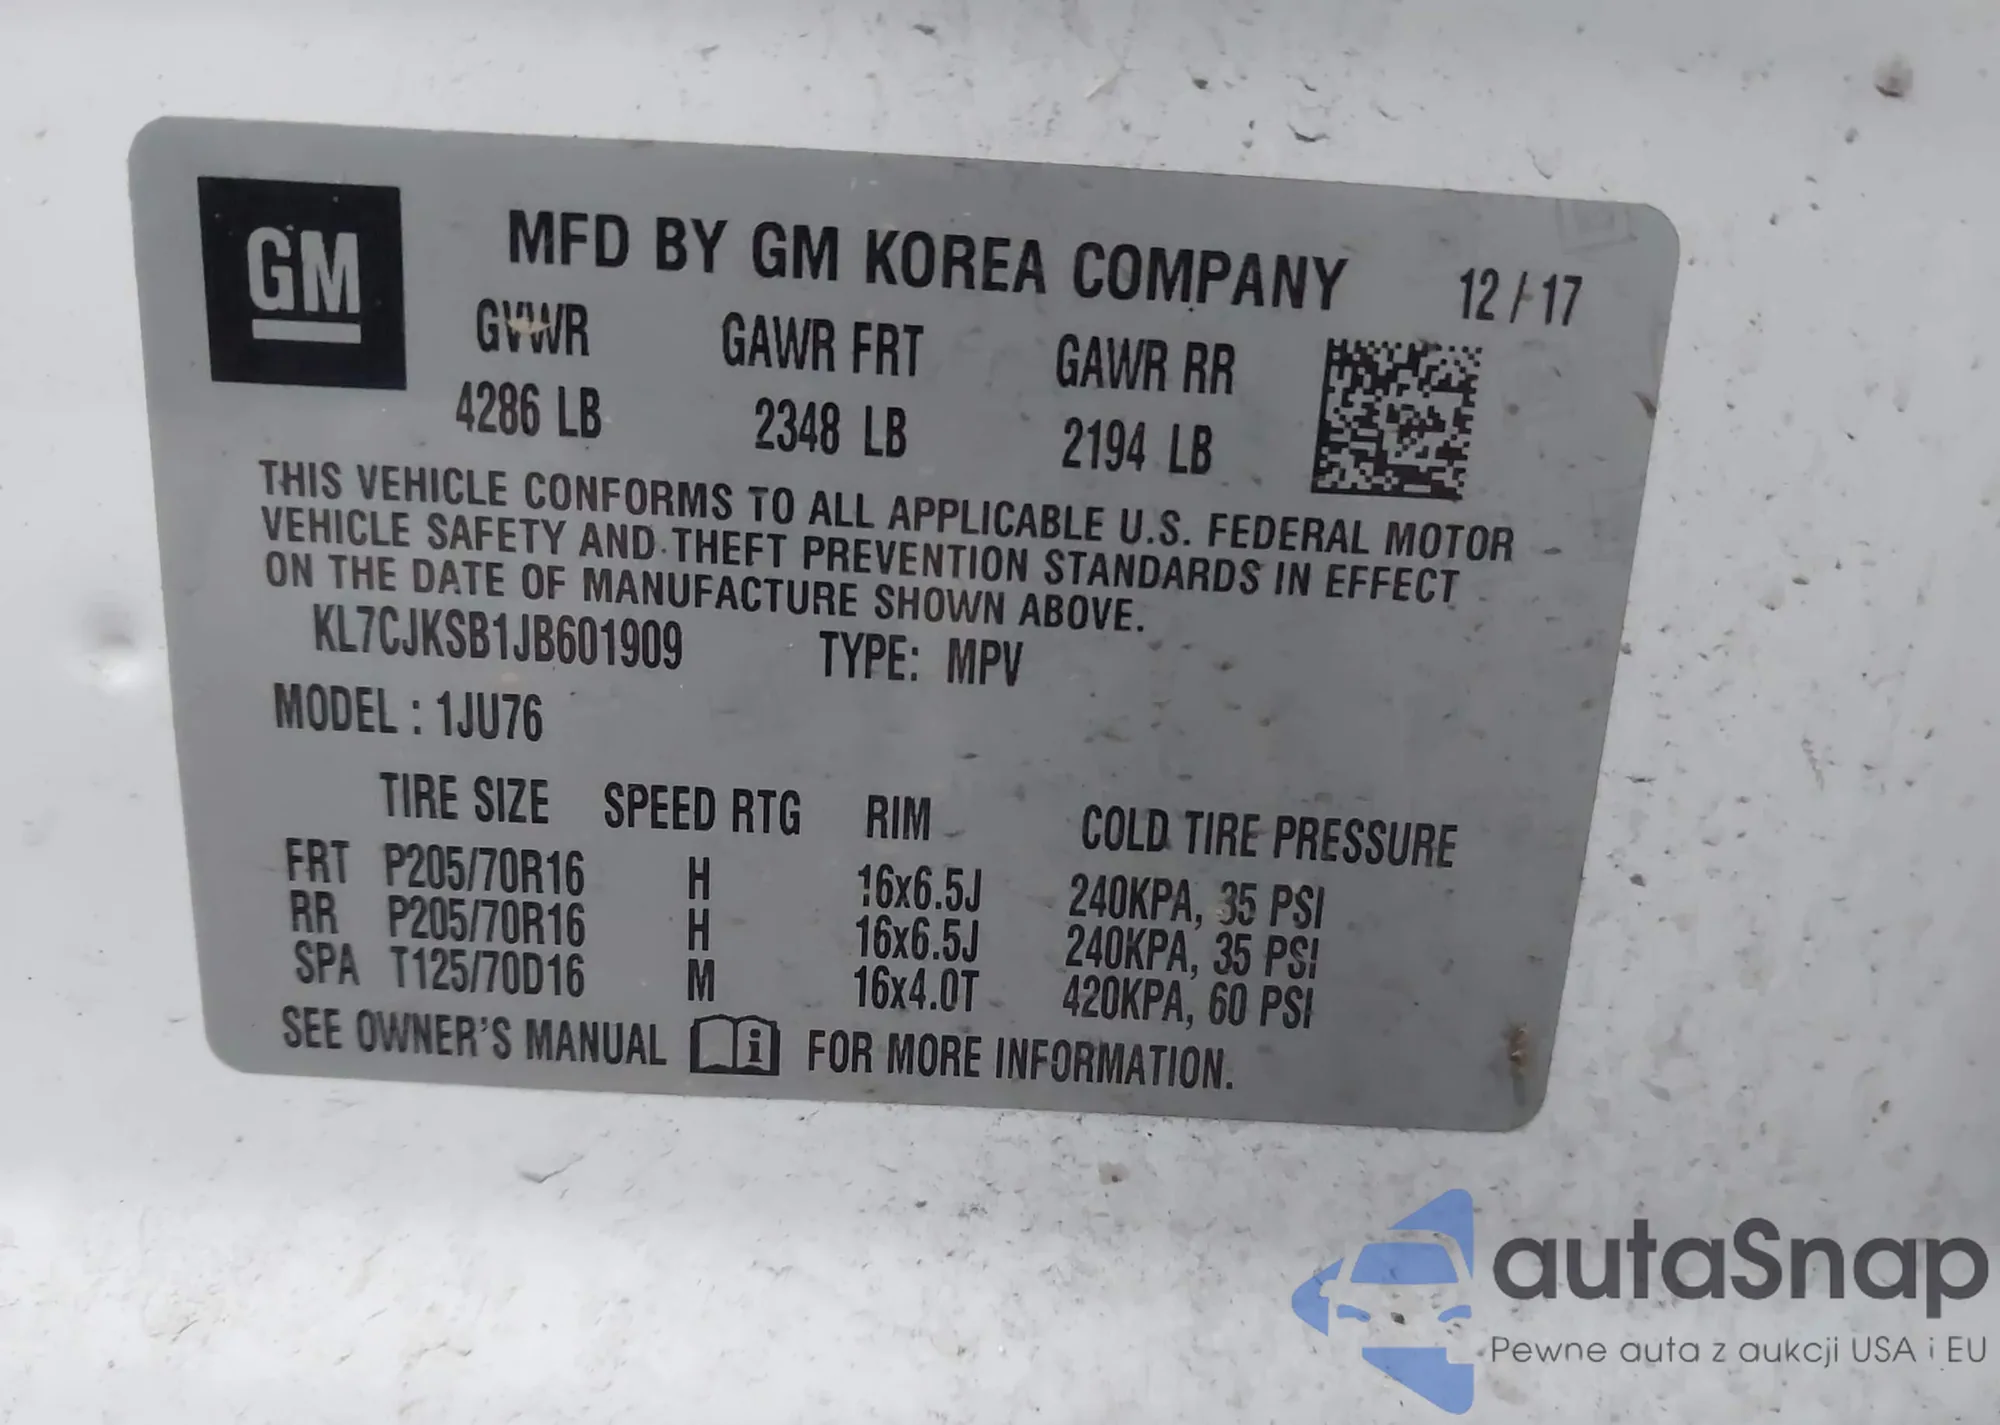 GM
MFD BY GM KOREA COMPANY 12 / 17
GVWR GAWR FRT GAWR RR
4286 LB 2348 LB 2194 LB
THIS VEHICLE CONFORMS TO ALL APPLICABLE U.S. FEDERAL MOTOR
VEHICLE SAFETY AND THEFT PREVENTION STANDARDS IN EFFECT
ON THE DATE OF MANUFACTURE SHOWN ABOVE.
KL7CJKSB1JB601909 TYPE: MPV
MODEL : 1JU76
TIRE SIZE SPEED RTG RIM COLD TIRE PRESSURE
FRT P205/70R16 H 16x6.5J 240KPA, 35 PSI
RR P205/70R16 H 16x6.5J 240KPA, 35 PSI
SPA T125/70D16 M 16x4.0T 420KPA, 60 PSI
SEE OWNER'S MANUAL i FOR MORE INFORMATION.
autaSnap
Pewne auta z aukcji USA i EU